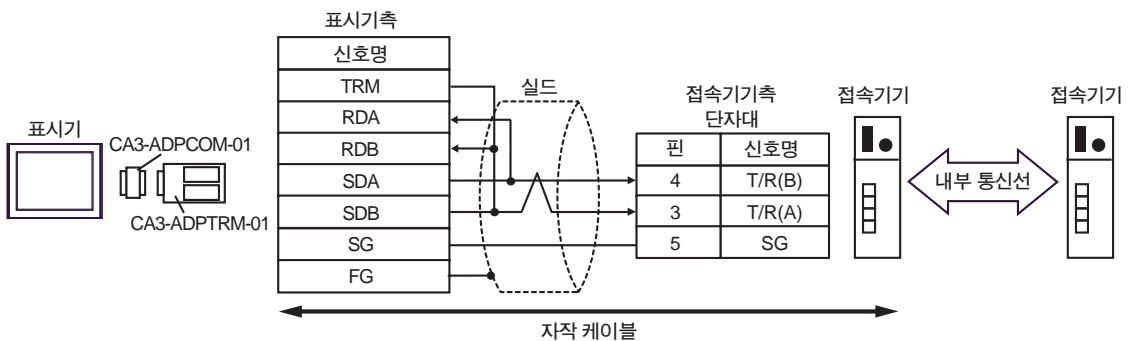 표시기측
신호명
TRM
RDA
RDB
SDA
SDB
SG
FG
실드
표시기
CA3-ADPCOM-01
CA3-ADPTRM-01
접속기기측
단자대
핀 신호명
4 T/R(B)
3 T/R(A)
5 SG
접속기기
내부 통신선
접속기기
자작 케이블